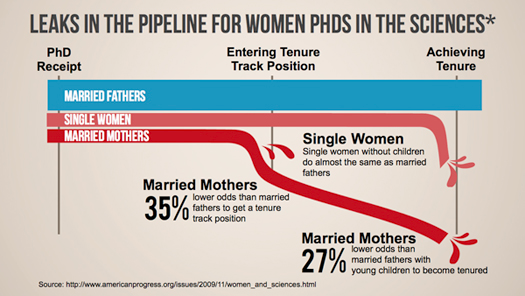 LEAKS IN THE PIPELINE FOR WOMEN PHDS IN THE SCIENCES*
PhD
Receipt
Entering Tenure
Track Position
Achieving
Tenure
MARRIED FATHERS
SINGLE WOMEN
MARRIED MOTHERS
Single Women
Single women without children
do almost the same as married
fathers
Married Mothers
35% lower odds than married
fathers to get a tenure
track position
Married Mothers
27% lower odds than
married fathers with
young children to become tenured
Source: http://www.americanprogress.org/issues/2009/11/women_and_sciences.html